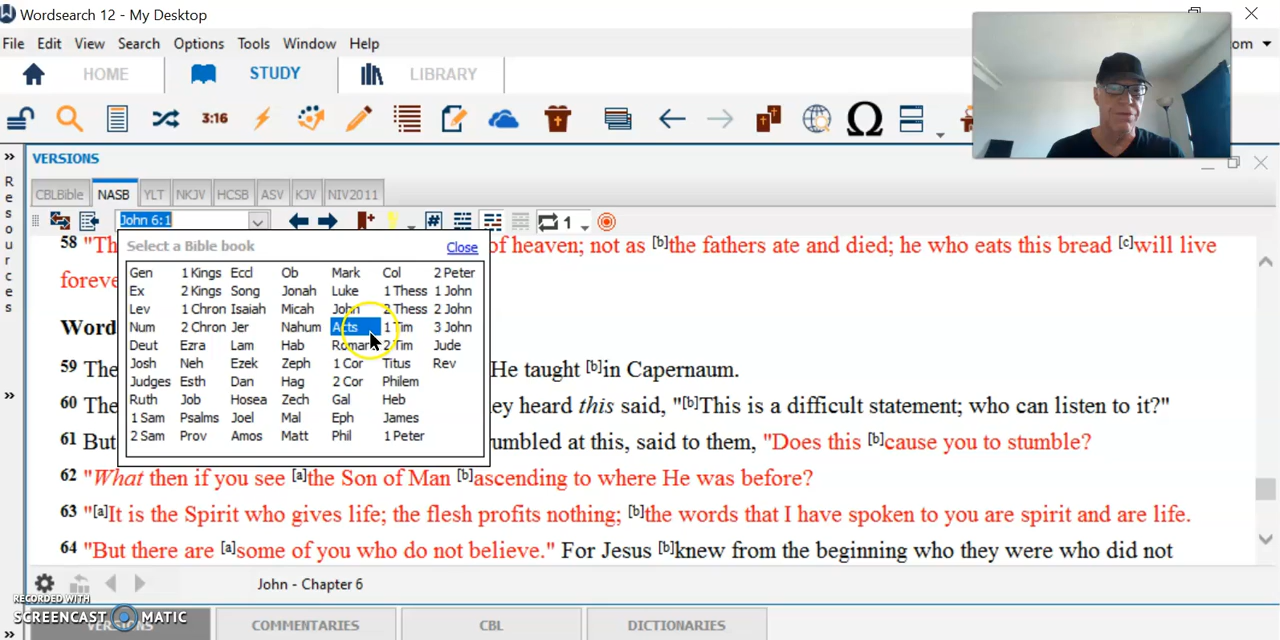 Wordsearch 12 - My Desktop
File Edit View Search Options Tools Window Help
om
HOME STUDY LIBRARY
3:16 Ω
VERSIONS
Resources
CBLBible NASB YLT NKJV HCSB ASV KJV NIV2011
John 6:1 # 1
Select a Bible book Close
Gen 1 Kings Eccl Ob Mark Col 2 Peter
Ex 2 Kings Song Jonah Luke 1 Thess 1 John
Lev 1 Chron Isaiah Micah John 2 Thess 2 John
Num 2 Chron Jer Nahum Acts 1 Tim 3 John
Deut Ezra Lam Hab Roman 2 Tim Jude
Josh Neh Ezek Zeph 1 Cor Titus Rev
Judges Esth Dan Hag 2 Cor Philem
Ruth Job Hosea Zech Gal Heb
1 Sam Psalms Joel Mal Eph James
2 Sam Prov Amos Matt Phil 1 Peter
58 "Th of heaven; not as [b]the fathers ate and died; he who eats this bread [c]will live
foreve
Word
59 The He taught [b]in Capernaum.
60 The ey heard this said, "[b]This is a difficult statement; who can listen to it?"
61 But umbled at this, said to them, "Does this [b]cause you to stumble?
62 "What then if you see [a]the Son of Man [b]ascending to where He was before?
63 "[a]It is the Spirit who gives life; the flesh profits nothing; [b]the words that I have spoken to you are spirit and are life.
64 "But there are [a]some of you who do not believe." For Jesus [b]knew from the beginning who they were who did not
John - Chapter 6
RECORDED WITH
SCREENCAST MATIC
VERSIONS COMMENTARIES CBL DICTIONARIES